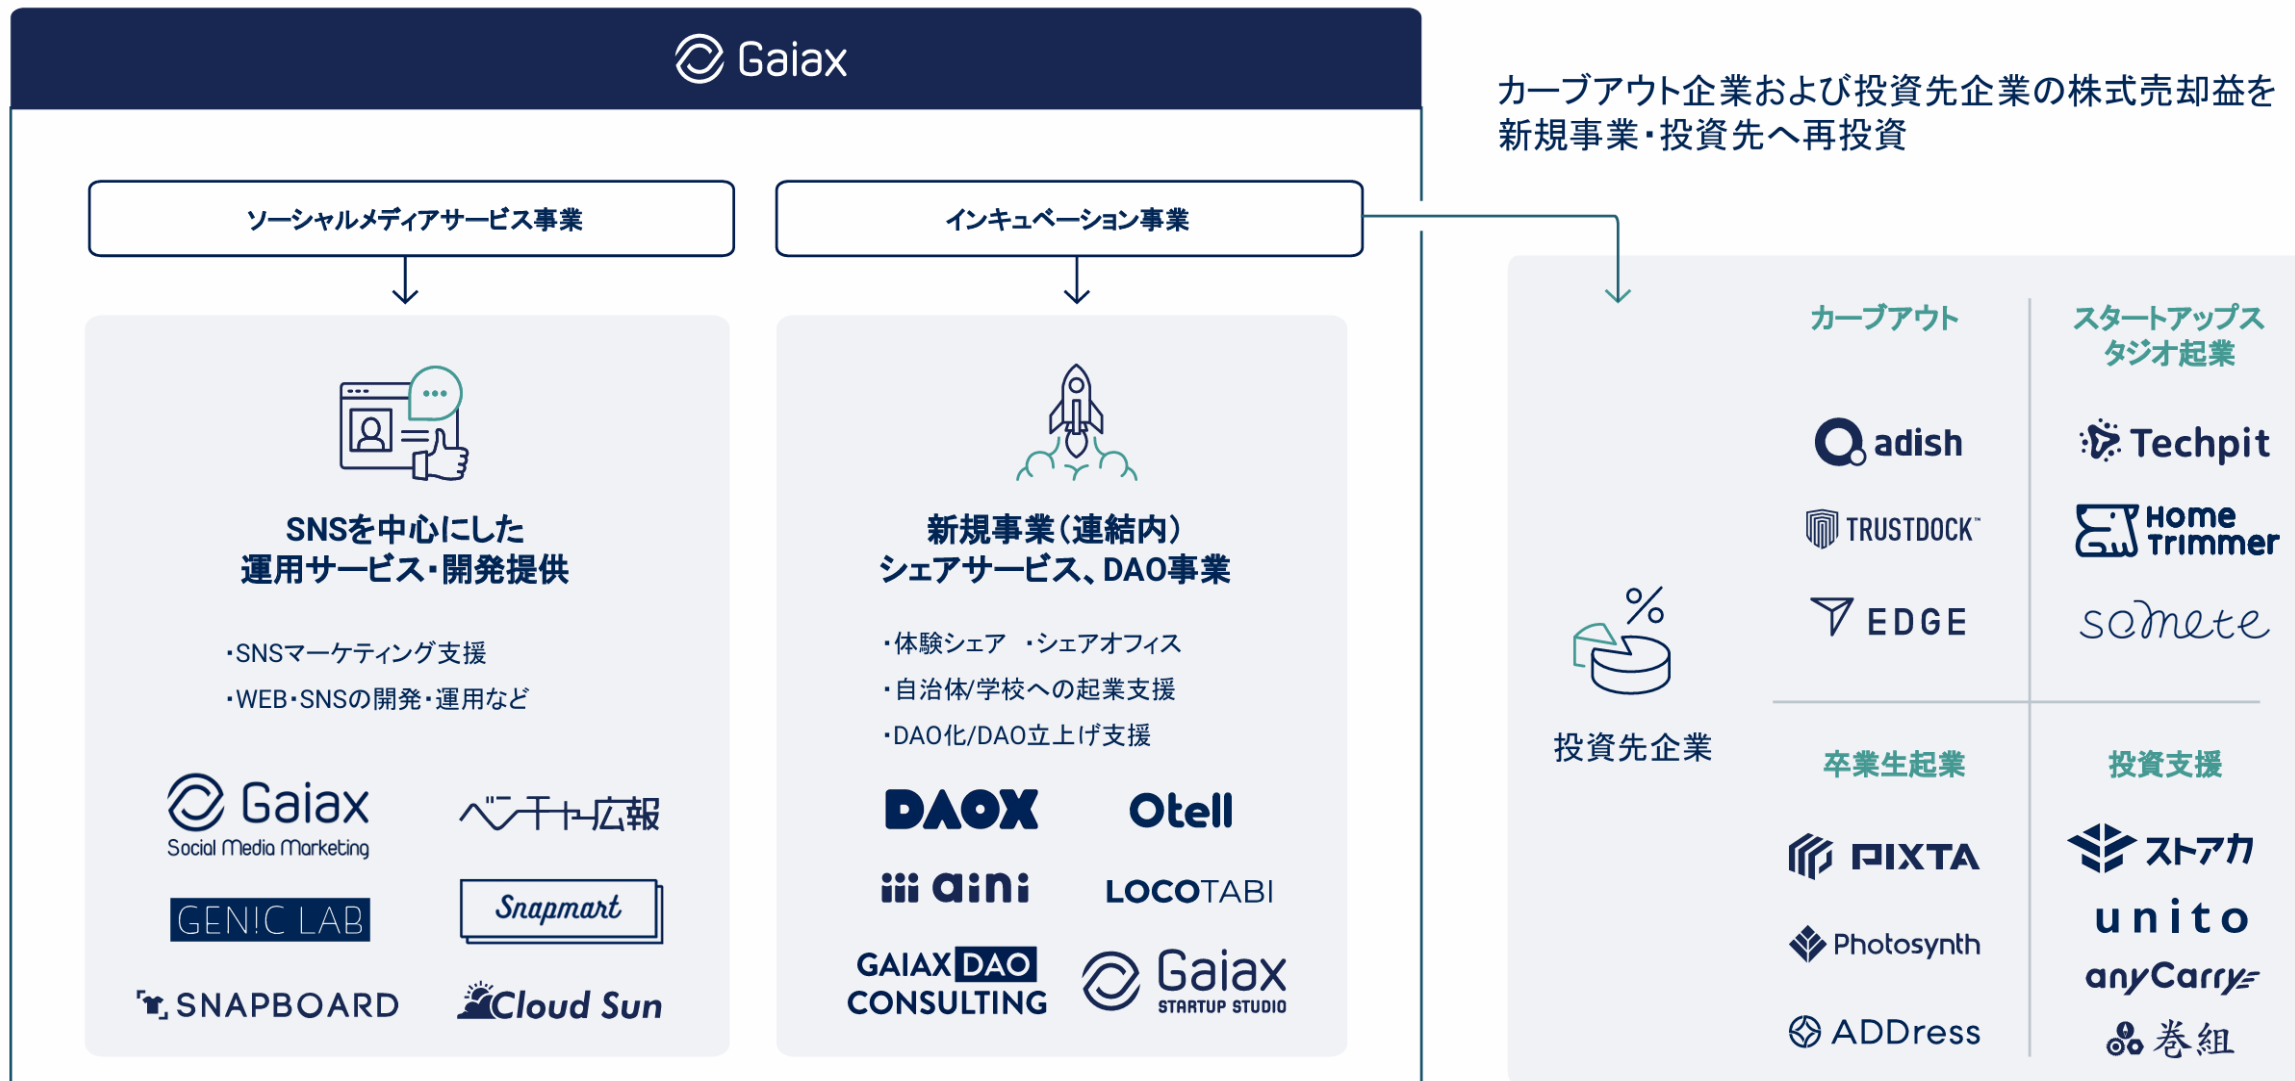 Gaiax
カーブアウト企業および投資先企業の株式売却益を
新規事業・投資先へ再投資
ソーシャルメディアサービス事業
インキュベーション事業
SNSを中心にした
運用サービス・開発提供
・SNSマーケティング支援
・WEB・SNSの開発・運用など
Gaiax
Social Media Marketing
ベンチャー広報
GEN!C LAB
Snapmart
SNAPBOARD
Cloud Sun
新規事業（連結内）
シェアサービス、DAO事業
・体験シェア ・シェアオフィス
・自治体/学校への起業支援
・DAO化/DAO立上げ支援
DAOX
Otell
aini
LOCOTABI
GAIAX DAO
CONSULTING
Gaiax
STARTUP STUDIO
%
投資先企業
カーブアウト
adish
TRUSTDOCK™
EDGE
スタートアップス
タジオ起業
Techpit
Home
Trimmer
somete
卒業生起業
PIXTA
Photosynth
ADDress
投資支援
ストアカ
unito
anyCarry
巻組